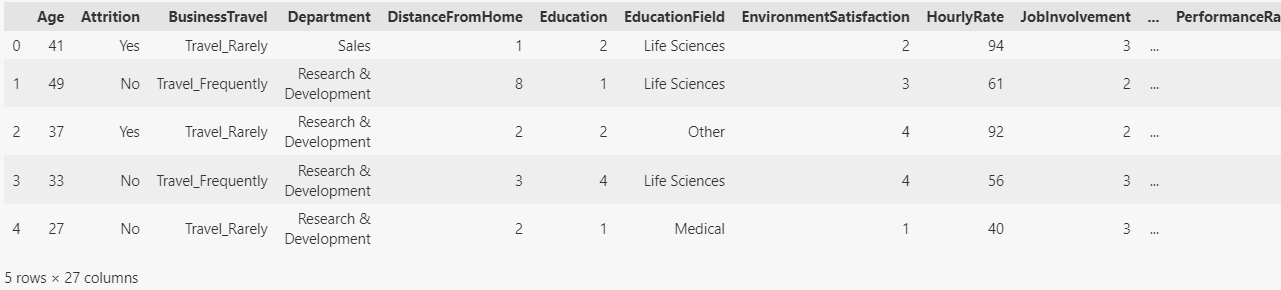 Age Attrition BusinessTravel Department DistanceFromHome Education EducationField EnvironmentSatisfaction HourlyRate JobInvolvement ... PerformanceRa
0 41 Yes Travel_Rarely Sales 1 2 Life Sciences 2 94 3 ...
1 49 No Travel_Frequently Research & Development 8 1 Life Sciences 3 61 2 ...
2 37 Yes Travel_Rarely Research & Development 2 2 Other 4 92 2 ...
3 33 No Travel_Frequently Research & Development 3 4 Life Sciences 4 56 3 ...
4 27 No Travel_Rarely Research & Development 2 1 Medical 1 40 3 ...
5 rows × 27 columns